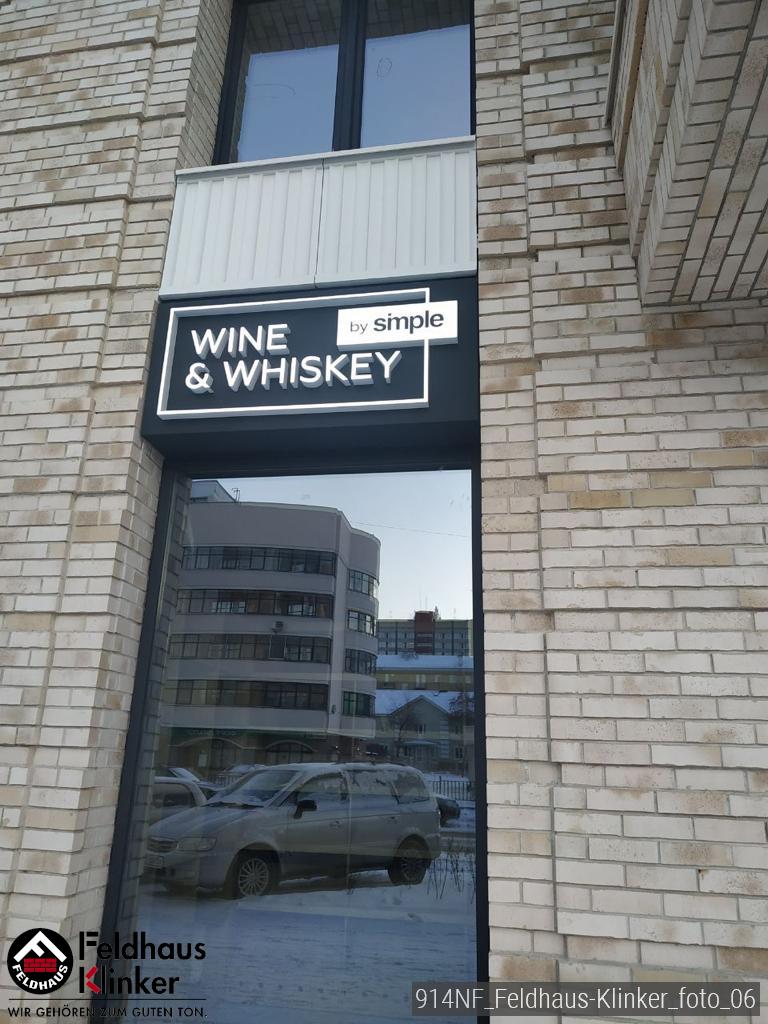 by simple
WINE
& WHISKEY
FELDHAUS
Feldhaus
Klinker
WIR GEHÖREN ZUM GUTEN TON.
914NF_Feldhaus-Klinker_foto_06